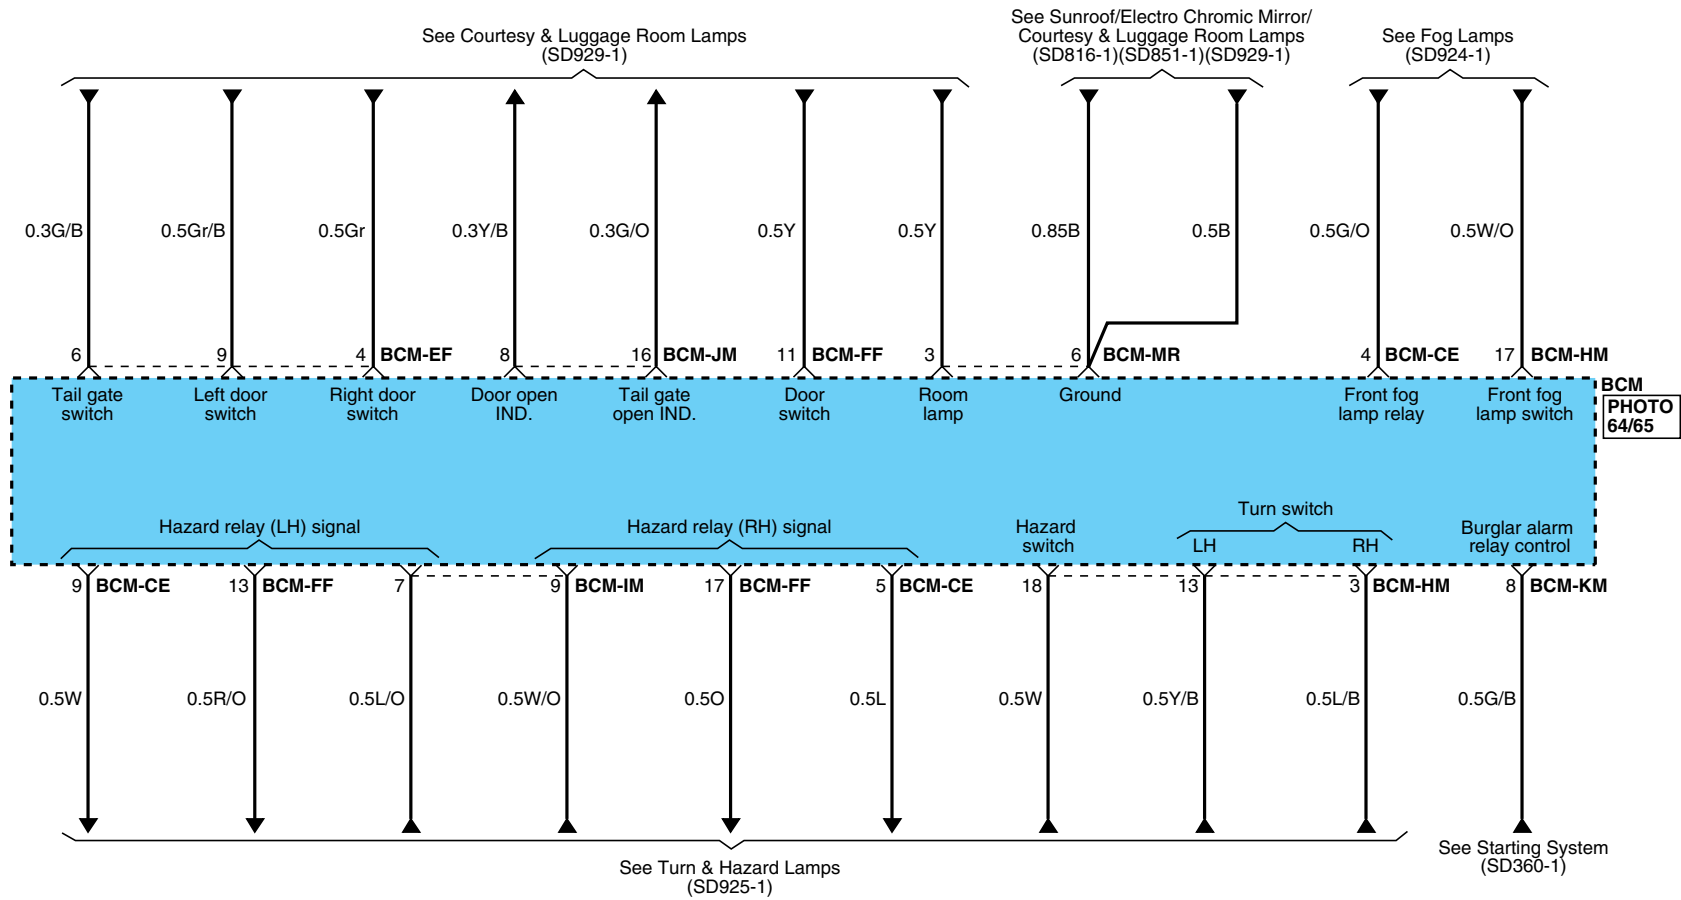 See Courtesy & Luggage Room Lamps
(SD929-1)
See Sunroof/Electro Chromic Mirror/
Courtesy & Luggage Room Lamps
(SD816-1)(SD851-1)(SD929-1)
See Fog Lamps
(SD924-1)
0.3G/B 0.5Gr/B 0.5Gr 0.3Y/B 0.3G/O 0.5Y 0.5Y 0.85B 0.5B 0.5G/O 0.5W/O
6 9 4 BCM-EF 8 16 BCM-JM 11 BCM-FF 3 6 BCM-MR 4 BCM-CE 17 BCM-HM
BCM
PHOTO
64/65
Tail gate
switch
Left door
switch
Right door
switch
Door open
IND.
Tail gate
open IND.
Door
switch
Room
lamp
Ground
Front fog
lamp relay
Front fog
lamp switch
Hazard relay (LH) signal
Hazard relay (RH) signal
Hazard
switch
Turn switch
LH RH
Burglar alarm
relay control
9 BCM-CE 13 BCM-FF 7 9 BCM-IM 17 BCM-FF 5 BCM-CE 18 13 3 BCM-HM 8 BCM-KM
0.5W 0.5R/O 0.5L/O 0.5W/O 0.5O 0.5L 0.5W 0.5Y/B 0.5L/B 0.5G/B
See Turn & Hazard Lamps
(SD925-1)
See Starting System
(SD360-1)